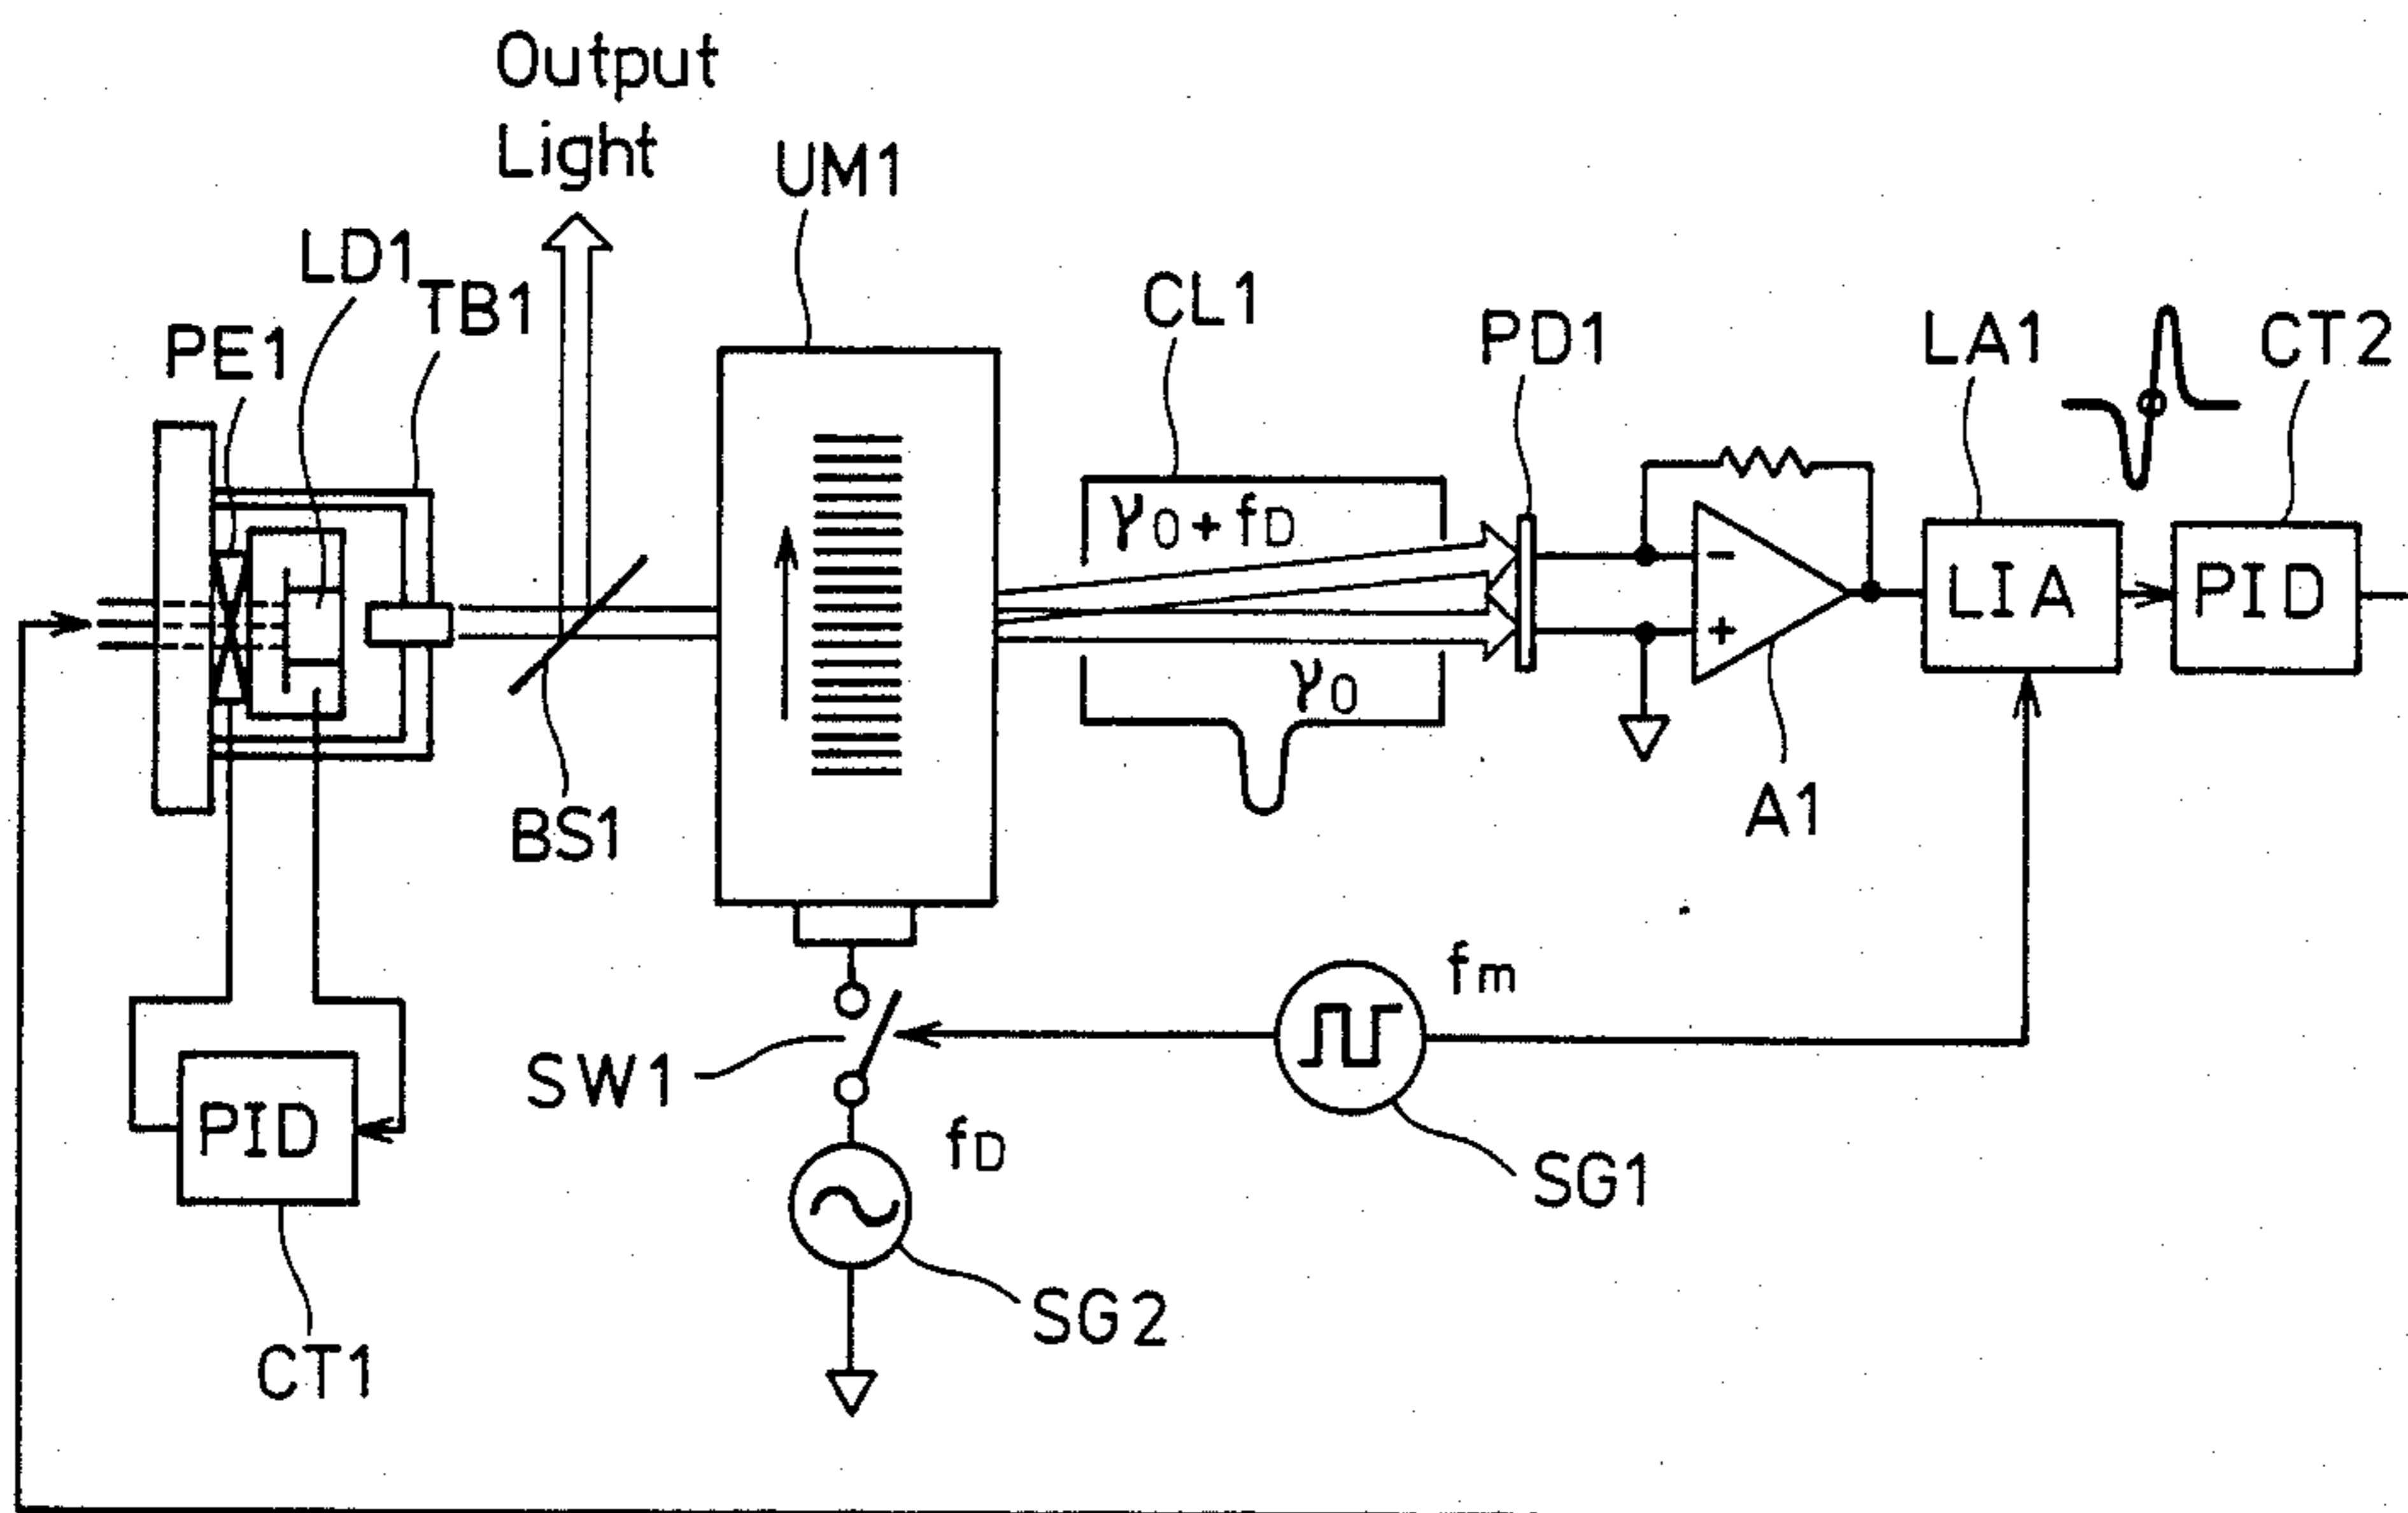 Output
Light
UM1
LD1
TB1
PE1
CL1
PD1
LA1
CT2
γ0+fD
γ0
LIA
PID
BS1
A1
fm
SW1
fD
PID
SG1
SG2
CT1